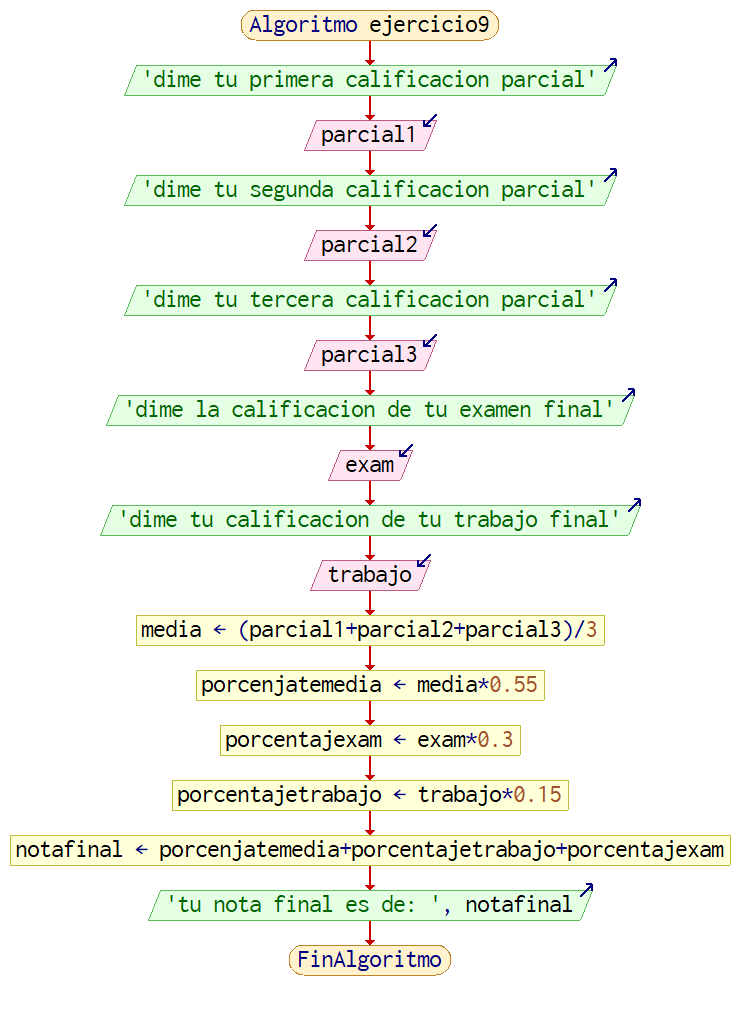 Algoritmo ejercicio9
'dime tu primera calificacion parcial'
parcial1
'dime tu segunda calificacion parcial'
parcial2
'dime tu tercera calificacion parcial'
parcial3
'dime la calificacion de tu examen final'
exam
'dime tu calificacion de tu trabajo final'
trabajo
media ← (parcial1+parcial2+parcial3)/3
porcenjatemedia ← media*0.55
porcentajexam ← exam*0.3
porcentajetrabajo ← trabajo*0.15
notafinal ← porcenjatemedia+porcentajetrabajo+porcentajexam
'tu nota final es de: ', notafinal
FinAlgoritmo